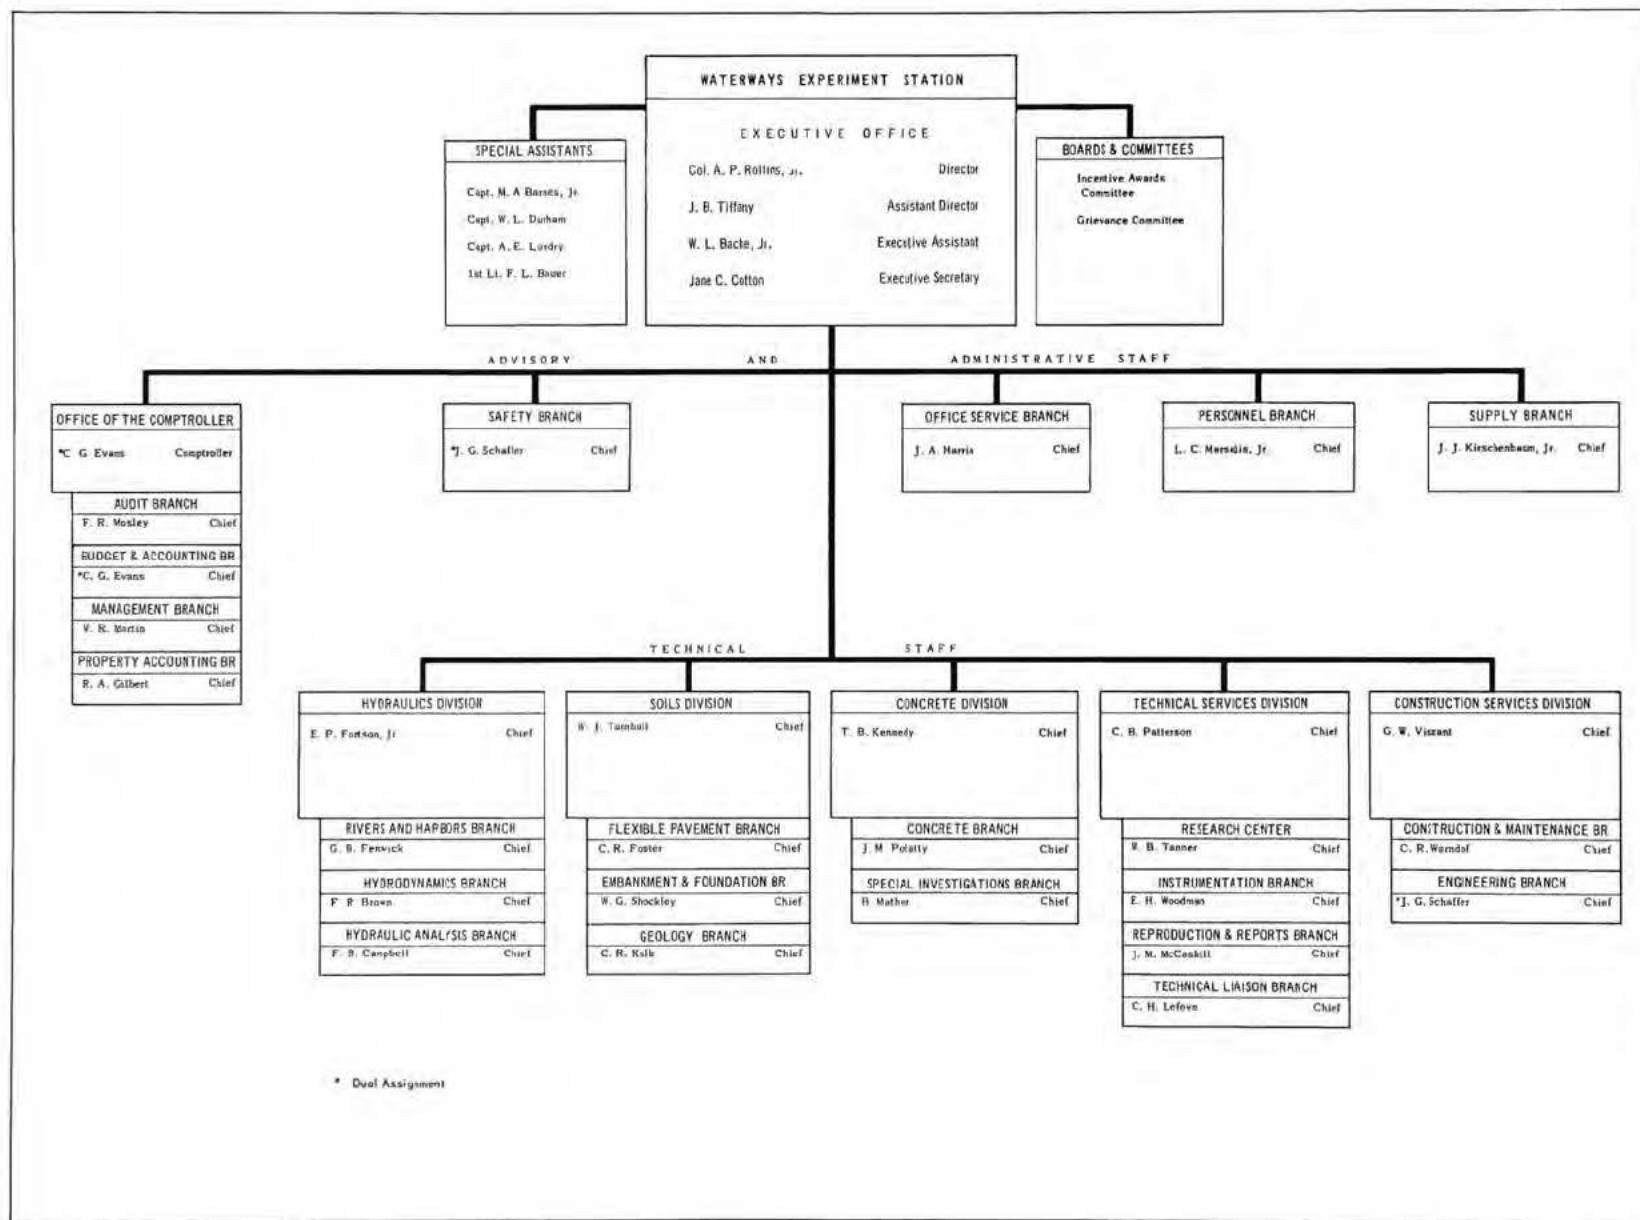 WATERWAYS EXPERIMENT STATION
EXECUTIVE OFFICE
Col. A. P. Rollins, Jr. Director
J. B. Tiffany Assistant Director
W. L. Bache, Jr. Executive Assistant
Jane C. Cotton Executive Secretary
SPECIAL ASSISTANTS
Capt. M. A Barnes, Jr.
Capt. W. L. Durham
Capt. A. E.
1st Lt. F. L. Bauer
BOARDS & COMMITTEES
Incentive Awards
Committee
Grievance Committee
ADVISORY AND ADMINISTRATIVE STAFF
OFFICE OF THE COMPTROLLER
*C G Evans Comptroller
AUDIT BRANCH
F. R. Mosley Chief
BUDGET & ACCOUNTING BR
*C. G. Evans Chief
MANAGEMENT BRANCH
V. R. Martin Chief
PROPERTY ACCOUNTING BR
R. A. Gilbert Chief
SAFETY BRANCH
*J. G. Schaffer Chief
OFFICE SERVICE BRANCH
J. A. Harris Chief
PERSONNEL BRANCH
L. C. Jr. Chief
SUPPLY BRANCH
J. J. Kirschenbaum, Jr. Chief
TECHNICAL STAFF
HYDRAULICS DIVISION
E. P. Fortson, Jr Chief
RIVERS AND HARBORS BRANCH
G. B. Fenwick Chief
HYDRODYNAMICS BRANCH
F R Brown Chief
HYDRAULIC ANALYSIS BRANCH
F. B. Campbell Chief
SOILS DIVISION
W. J. Turnbull Chief
FLEXIBLE PAVEMENT BRANCH
C. R. Foster Chief
EMBANKMENT & FOUNDATION BR
W. G. Shockley Chief
GEOLOGY BRANCH
C. R. Kolb Chief
CONCRETE DIVISION
T. B. Kennedy Chief
CONCRETE BRANCH
J. M Polatty Chief
SPECIAL INVESTIGATIONS BRANCH
B Mather Chief
TECHNICAL SERVICES DIVISION
C. B. Patterson Chief
RESEARCH CENTER
W. B. Tanner Chief
INSTRUMENTATION BRANCH
E. H. Woodman Chief
REPRODUCTION & REPORTS BRANCH
J. M. McCaskill Chief
TECHNICAL LIAISON BRANCH
C. H. Chief
CONSTRUCTION SERVICES DIVISION
G. W. Chief
CONSTRUCTION & MAINTENANCE BR
C. R. Warndof Chief
ENGINEERING BRANCH
*J. G. Schaffer Chief
* Dual Assignment